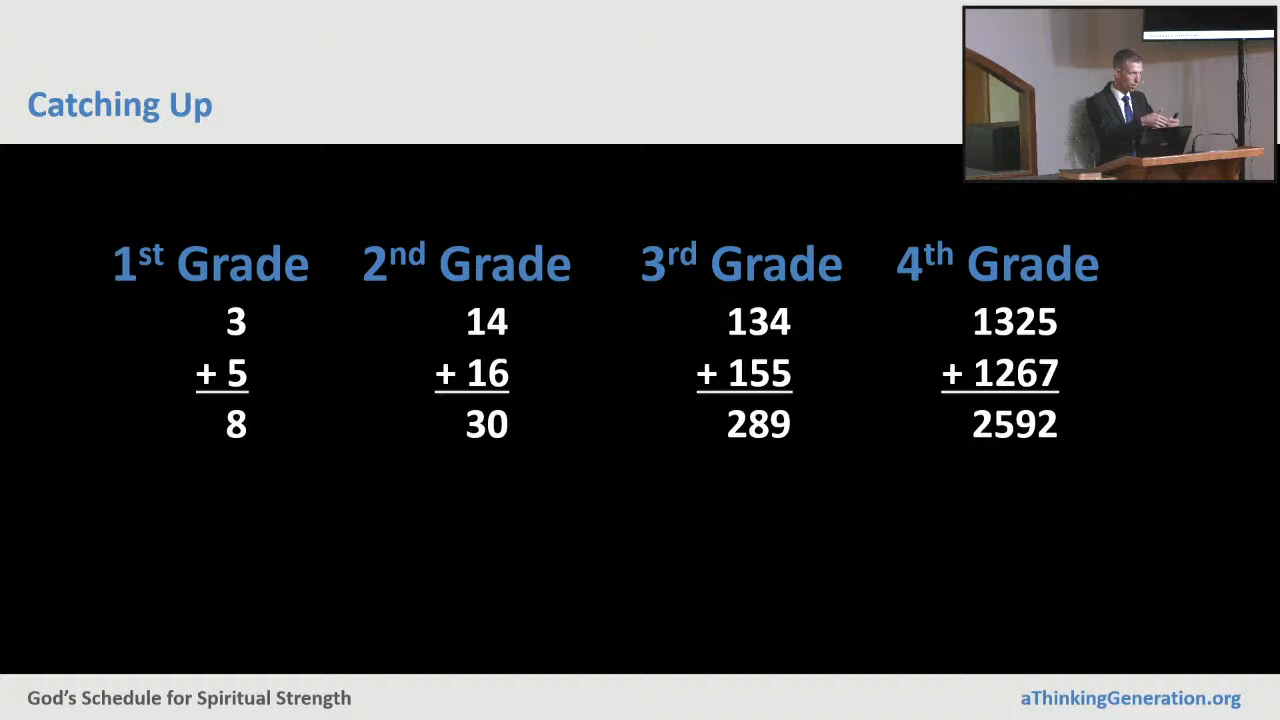 Catching Up
1st Grade 2nd Grade 3rd Grade 4th Grade
3 14 134 1325
+ 5 + 16 + 155 + 1267
8 30 289 2592
God's Schedule for Spiritual Strength
aThinkingGeneration.org